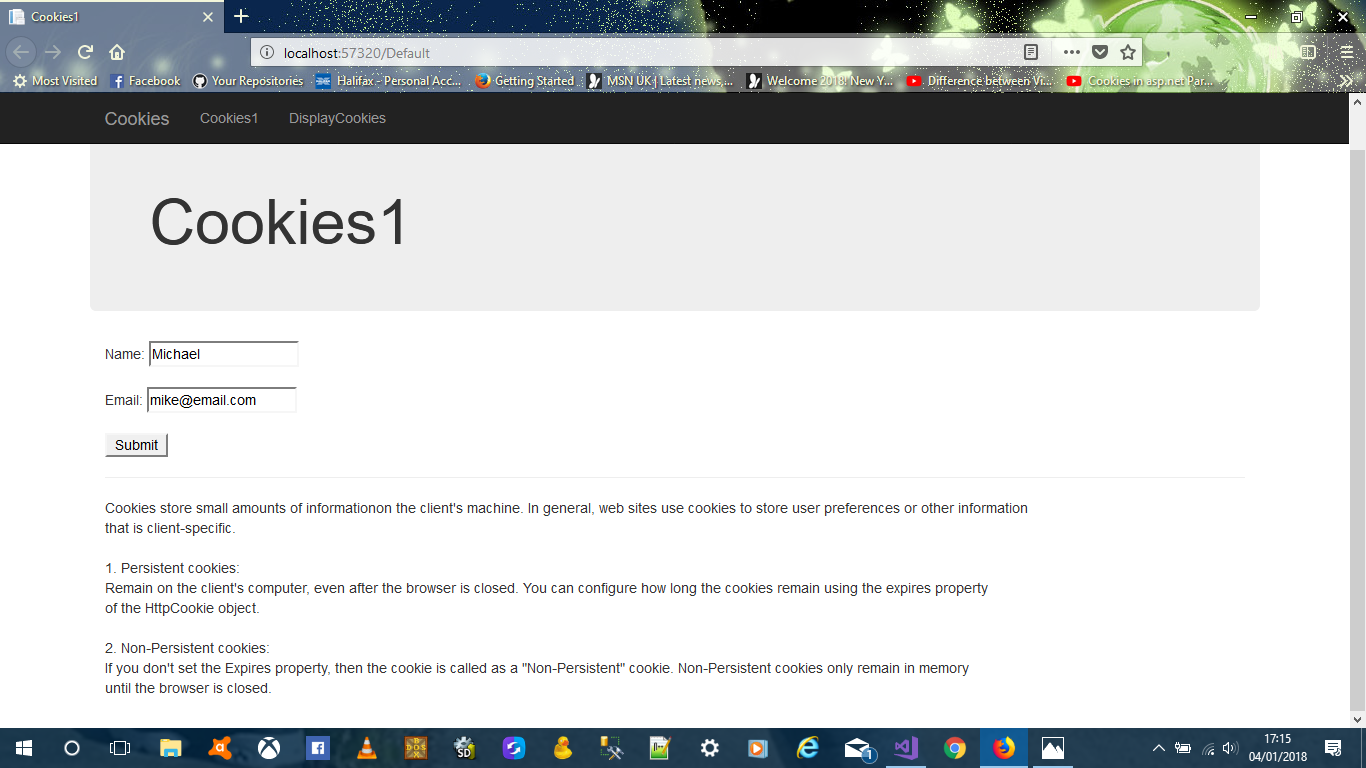 Cookies1
localhost:57320/Default
Most Visited
Facebook
Your Repositories
Halifax - Personal Acc...
Getting Started
MSN UK | Latest news,...
Welcome 2018! New Y...
Difference between Vi...
Cookies in asp.net Par...
Cookies
Cookies1
DisplayCookies
Cookies1
Name: Michael
Email: mike@email.com
Submit
Cookies store small amounts of informationon the client's machine. In general, web sites use cookies to store user preferences or other information
that is client-specific.
1. Persistent cookies:
Remain on the client's computer, even after the browser is closed. You can configure how long the cookies remain using the expires property
of the HttpCookie object.
2. Non-Persistent cookies:
If you don't set the Expires property, then the cookie is called as a "Non-Persistent" cookie. Non-Persistent cookies only remain in memory
until the browser is closed.
SD
1
17:15
04/01/2018